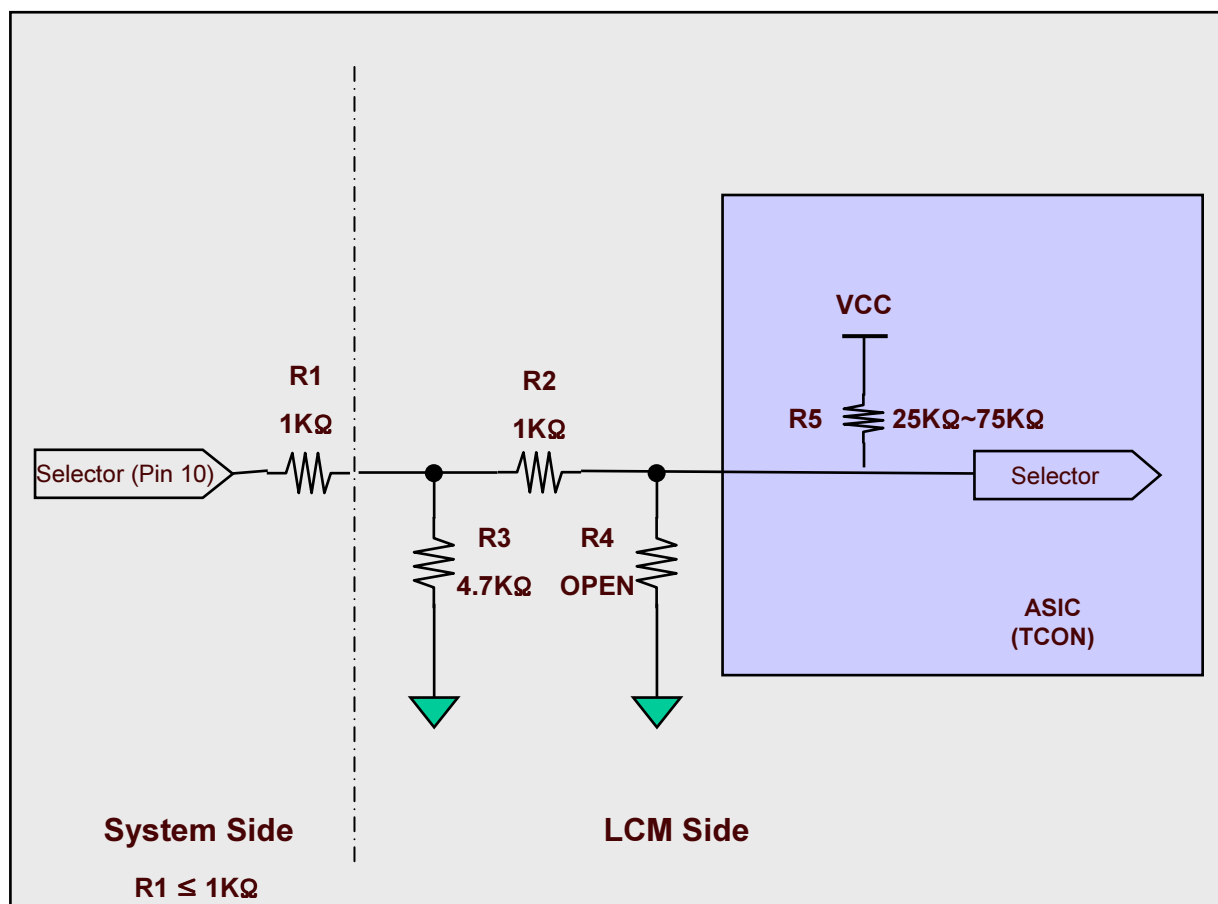 VCC
R1
R2
1KΩ
1KΩ
R5
25KΩ~75KΩ
Selector (Pin 10)
Selector
R3
4.7KΩ
R4
OPEN
ASIC
(TCON)
System Side
LCM Side
R1 ≤ 1KΩ